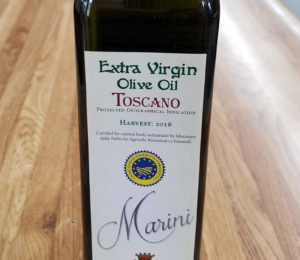 Extra Virgin
Olive Oil
TOSCANO
PROTECTED GEOGRAPHICAL INDICATION
HARVEST: 2016
Certified by control body authorised by Ministero
delle Politiche Agricole Alimentari e Forestali
Marini